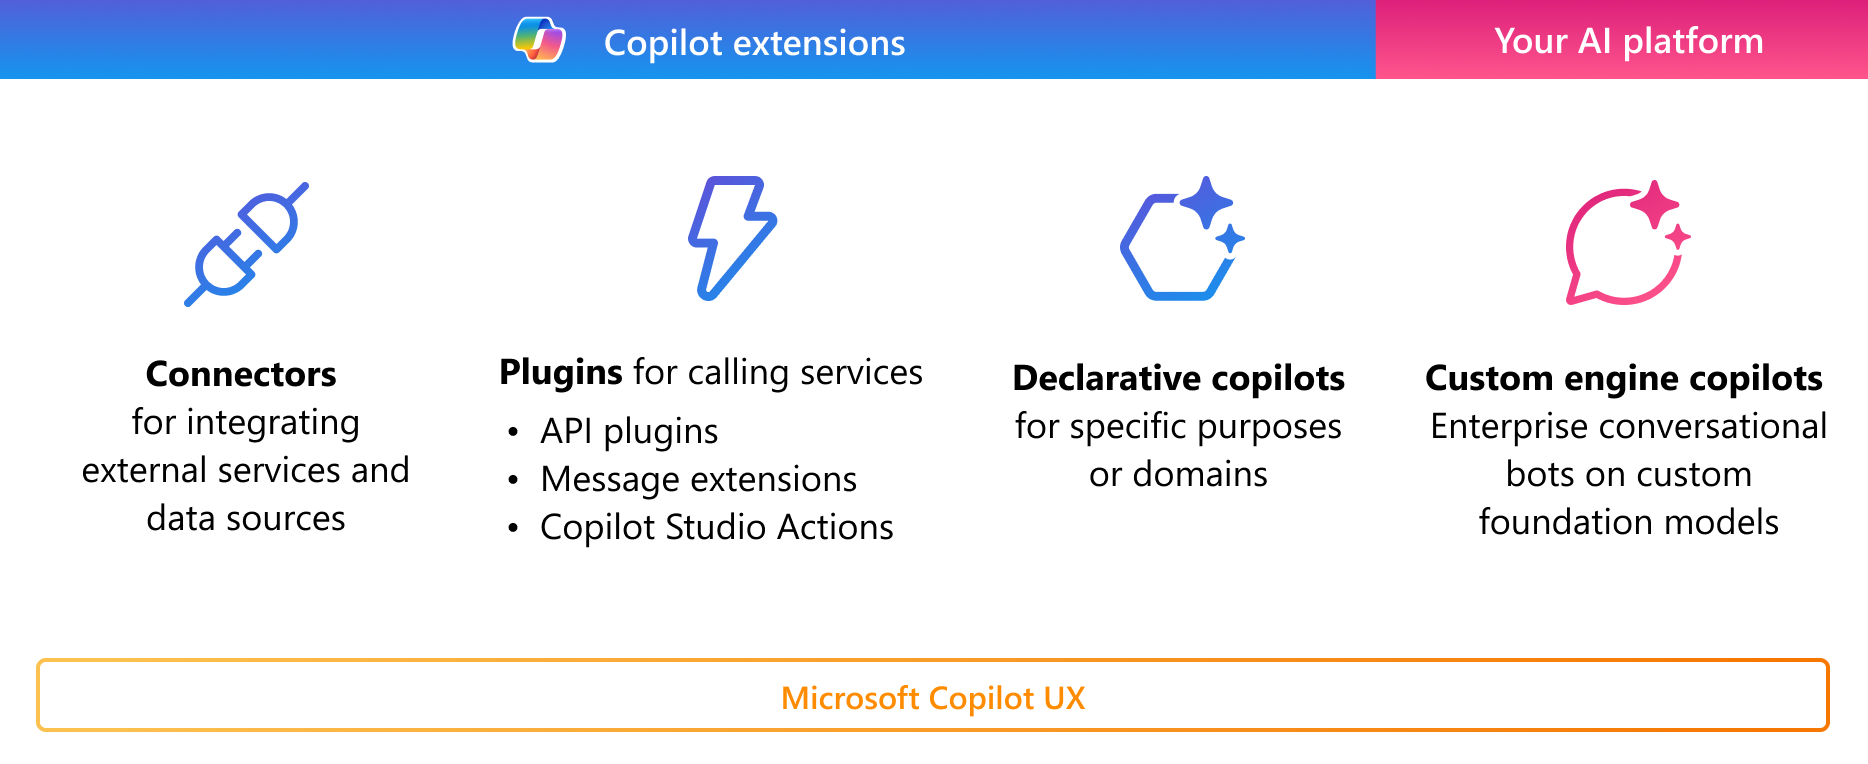 Copilot extensions
Your AI platform
Connectors
for integrating
external services and
data sources
Plugins for calling services
• API plugins
• Message extensions
• Copilot Studio Actions
Declarative copilots
for specific purposes
or domains
Custom engine copilots
Enterprise conversational
bots on custom
foundation models
Microsoft Copilot UX